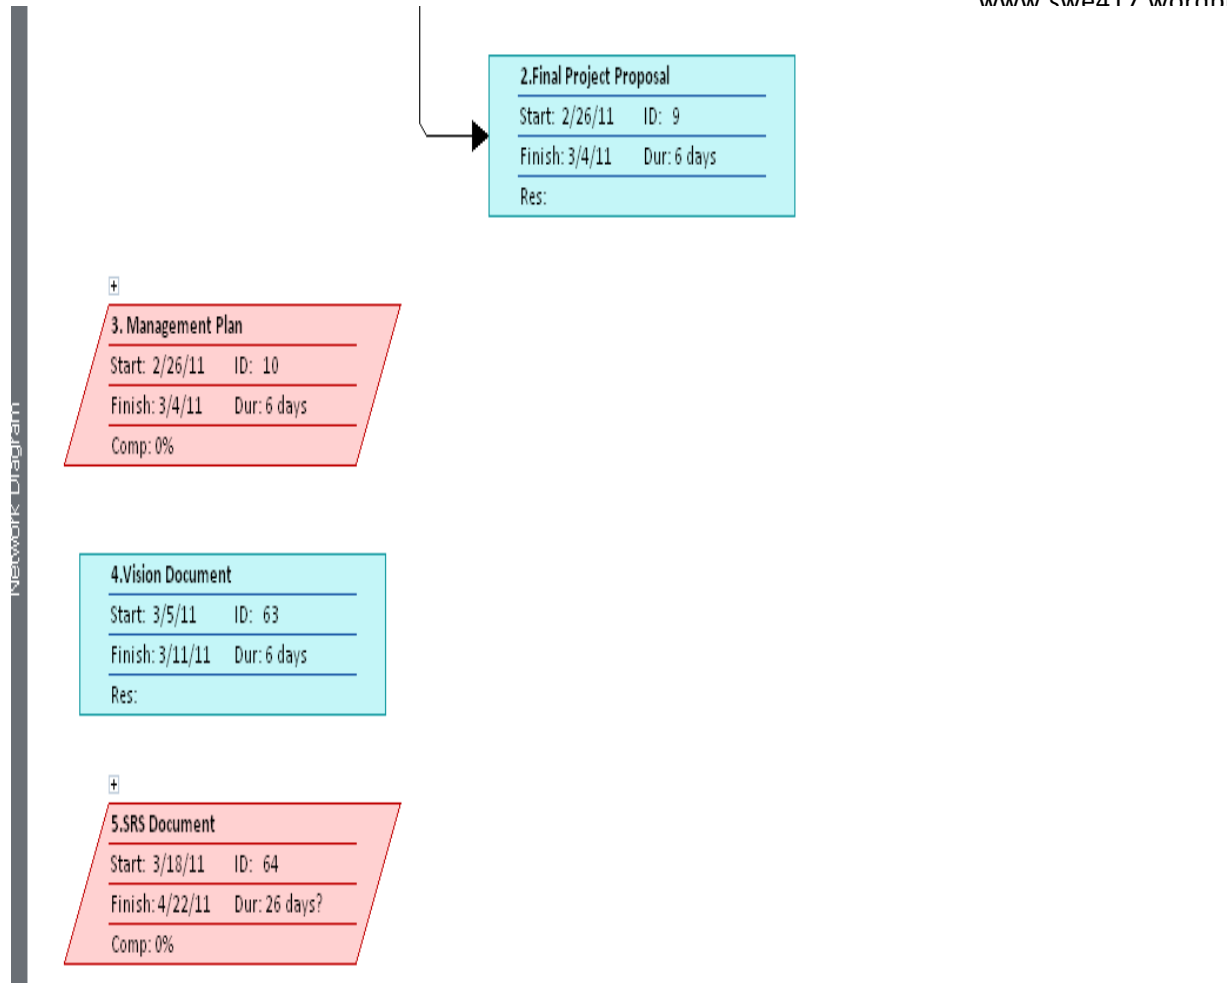 2.Final Project Proposal
Start: 2/26/11 ID: 9
Finish: 3/4/11 Dur: 6 days
Res:
3. Management Plan
Start: 2/26/11 ID: 10
Finish: 3/4/11 Dur: 6 days
Comp: 0%
Network Diagram
4.Vision Document
Start: 3/5/11 ID: 63
Finish: 3/11/11 Dur: 6 days
Res:
5.SRS Document
Start: 3/18/11 ID: 64
Finish: 4/22/11 Dur: 26 days?
Comp: 0%